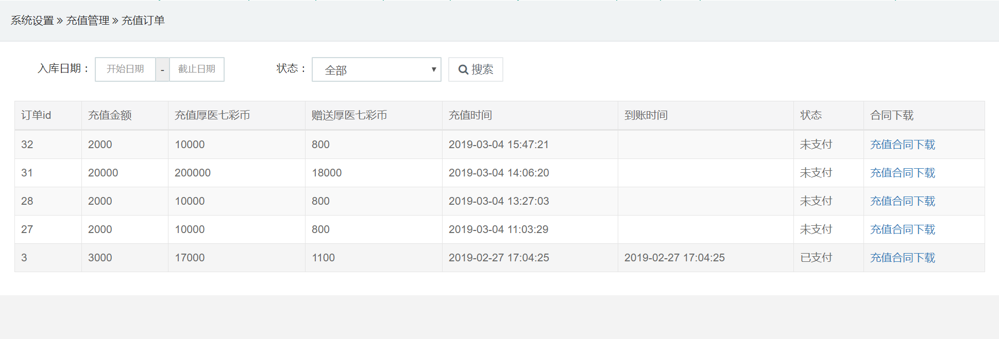 系统设置 » 充值管理 » 充值订单
入库日期： 开始日期 - 截止日期 状态： 全部 搜索
订单id 充值金额 充值厚医七彩币 赠送厚医七彩币 充值时间 到账时间 状态 合同下载
32 2000 10000 800 2019-03-04 15:47:21 未支付 充值合同下载
31 20000 200000 18000 2019-03-04 14:06:20 未支付 充值合同下载
28 2000 10000 800 2019-03-04 13:27:03 未支付 充值合同下载
27 2000 10000 800 2019-03-04 11:03:29 未支付 充值合同下载
3 3000 17000 1100 2019-02-27 17:04:25 2019-02-27 17:04:25 已支付 充值合同下载